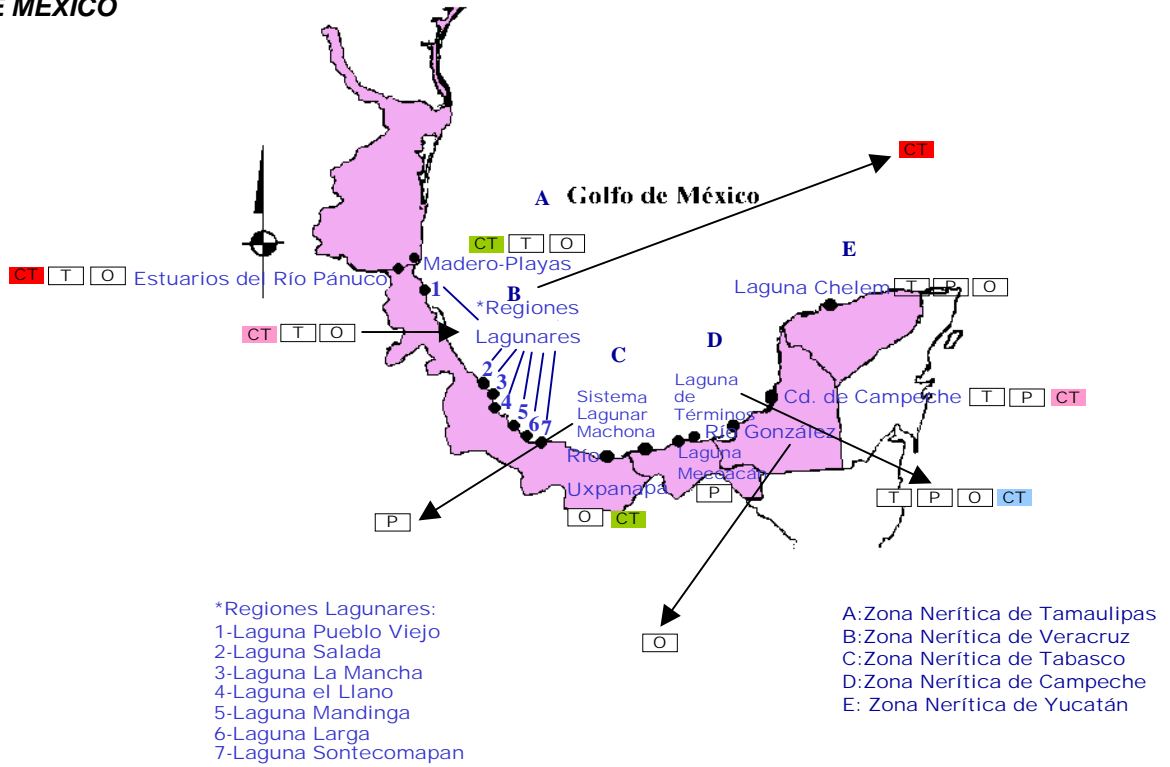 E MÉXICO
CT
A Golfo de México
CT T O
E
CT T O Estuarios del Río Pánuco
Madero-Playas
Laguna Chelem T P O
1
B
*Regiones
Lagunares
CT T O
C
D
2
3
4
5
6
7
Sistema
Lagunar
Machona
Laguna
de
Términos
Cd. de Campeche T P CT
Río González
Río
Uxpanapa
Laguna
Mecoacán
P
T P O CT
P
O CT
O
*Regiones Lagunares:
1-Laguna Pueblo Viejo
2-Laguna Salada
3-Laguna La Mancha
4-Laguna el Llano
5-Laguna Mandinga
6-Laguna Larga
7-Laguna Sontecomapan
A:Zona Nerítica de Tamaulipas
B:Zona Nerítica de Veracruz
C:Zona Nerítica de Tabasco
D:Zona Nerítica de Campeche
E: Zona Nerítica de Yucatán